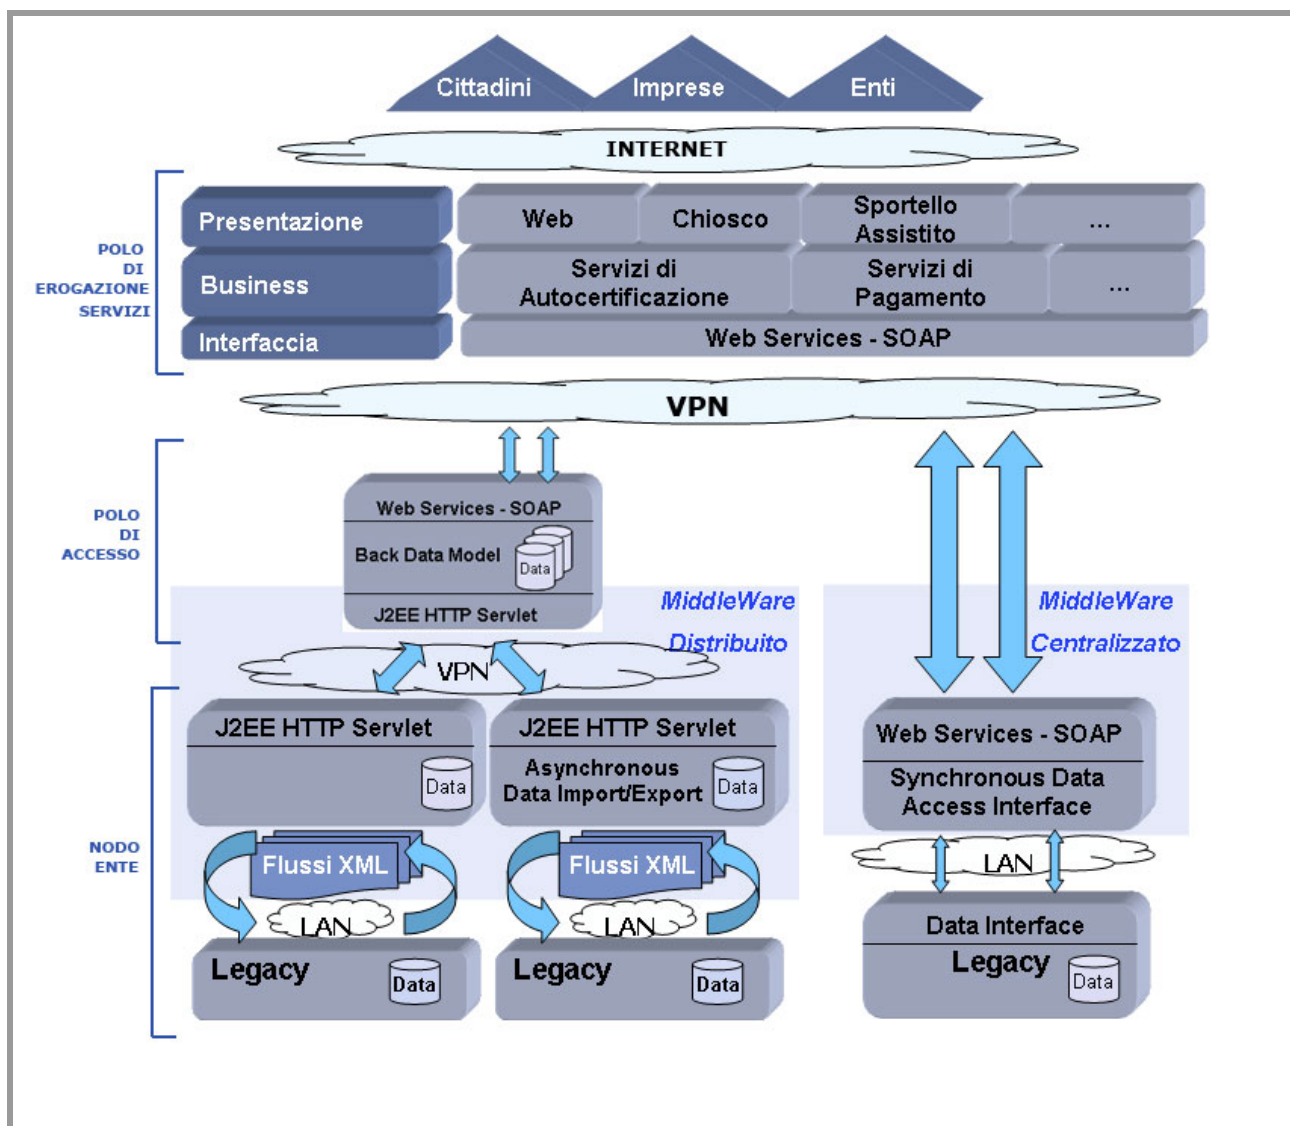 Cittadini
Imprese
Enti
INTERNET
POLO
DI
EROGAZIONE
SERVIZI
Presentazione
Web
Chiosco
Sportello
Assistito
...
Business
Servizi di
Autocertificazione
Servizi di
Pagamento
...
Interfaccia
Web Services - SOAP
VPN
POLO
DI
ACCESSO
Web Services - SOAP
Back Data Model
Data
J2EE HTTP Servlet
MiddleWare
Distribuito
MiddleWare
Centralizzato
VPN
NODO
ENTE
J2EE HTTP Servlet
Data
J2EE HTTP Servlet
Asynchronous
Data Import/Export
Data
Web Services - SOAP
Synchronous Data
Access Interface
Flussi XML
LAN
Flussi XML
LAN
LAN
Legacy
Data
Legacy
Data
Data Interface
Legacy
Data